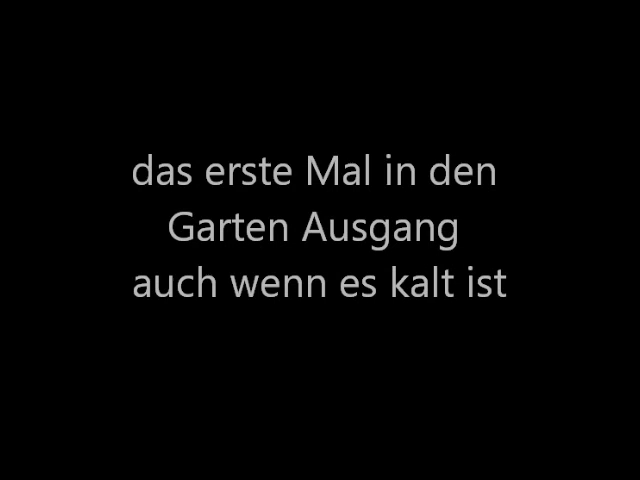 das erste Mal in den
Garten Ausgang
auch wenn es kalt ist